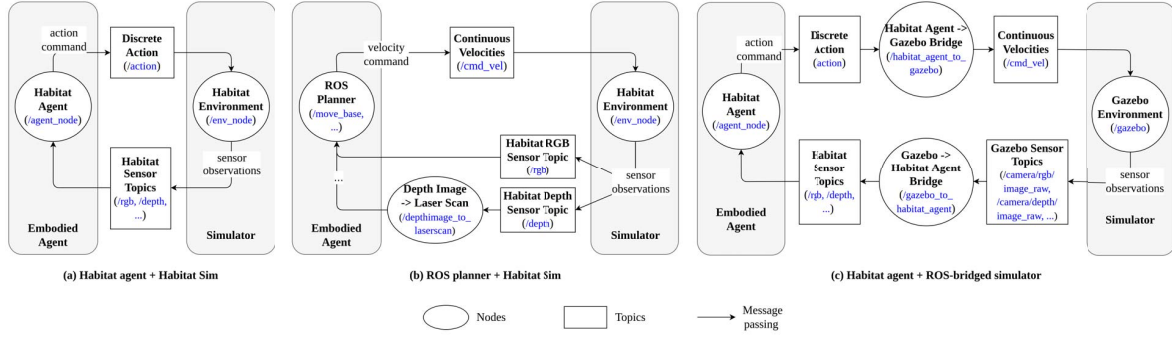 action
command
Discrete
Action
(/action)
Habitat
Agent
(/agent_node)
Habitat
Environment
(/env_node)
Habitat
Sensor
Topics
(/rgb, /depth,
...)
sensor
observations
Embodied
Agent
Simulator
(a) Habitat agent + Habitat Sim
velocity
command
Continuous
Velocities
(/cmd_vel)
ROS
Planner
(/move_base,
...)
Habitat
Environment
(/env_node)
Habitat RGB
Sensor Topic
(/rgb)
sensor
observations
...
Depth Image
-> Laser Scan
(/depthimage_to_
laserscan)
Habitat Depth
Sensor Topic
(/depth)
Embodied
Agent
Simulator
(b) ROS planner + Habitat Sim
action
command
Discrete
Action
(/action)
Habitat Agent ->
Gazebo Bridge
(/habitat_agent_to_
gazebo)
Continuous
Velocities
(/cmd_vel)
Habitat
Agent
(/agent_node)
Gazebo
Environment
(/gazebo)
Habitat
Sensor
Topics
(/rgb, /depth,
...)
Gazebo ->
Habitat Agent
Bridge
(/gazebo_to_
habitat_agent)
Gazebo Sensor
Topics
(/camera/rgb/
image_raw,
/camera/depth/
image_raw, ...)
sensor
observations
Embodied
Agent
Simulator
(c) Habitat agent + ROS-bridged simulator
Nodes
Topics
Message
passing